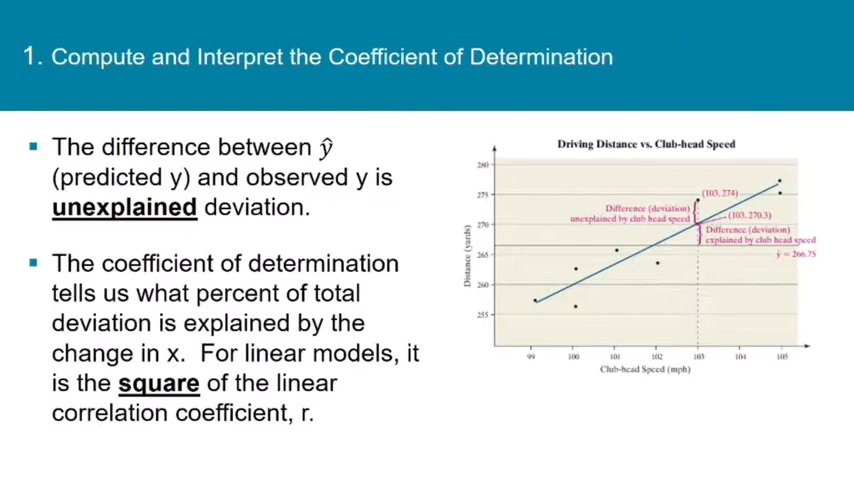 1. Compute and Interpret the Coefficient of Determination
▪ The difference between ŷ
(predicted y) and observed y is
unexplained deviation.
▪ The coefficient of determination
tells us what percent of total
deviation is explained by the
change in x. For linear models, it
is the square of the linear
correlation coefficient, r.
Driving Distance vs. Club-head Speed
280
275
270
265
260
255
Distance (yards)
(103, 274)
Difference (deviation)
unexplained by club head speed
(103, 270.3)
Difference (deviation)
explained by club head speed
ȳ = 266.75
99 100 101 102 103 104 105
Club-head Speed (mph)